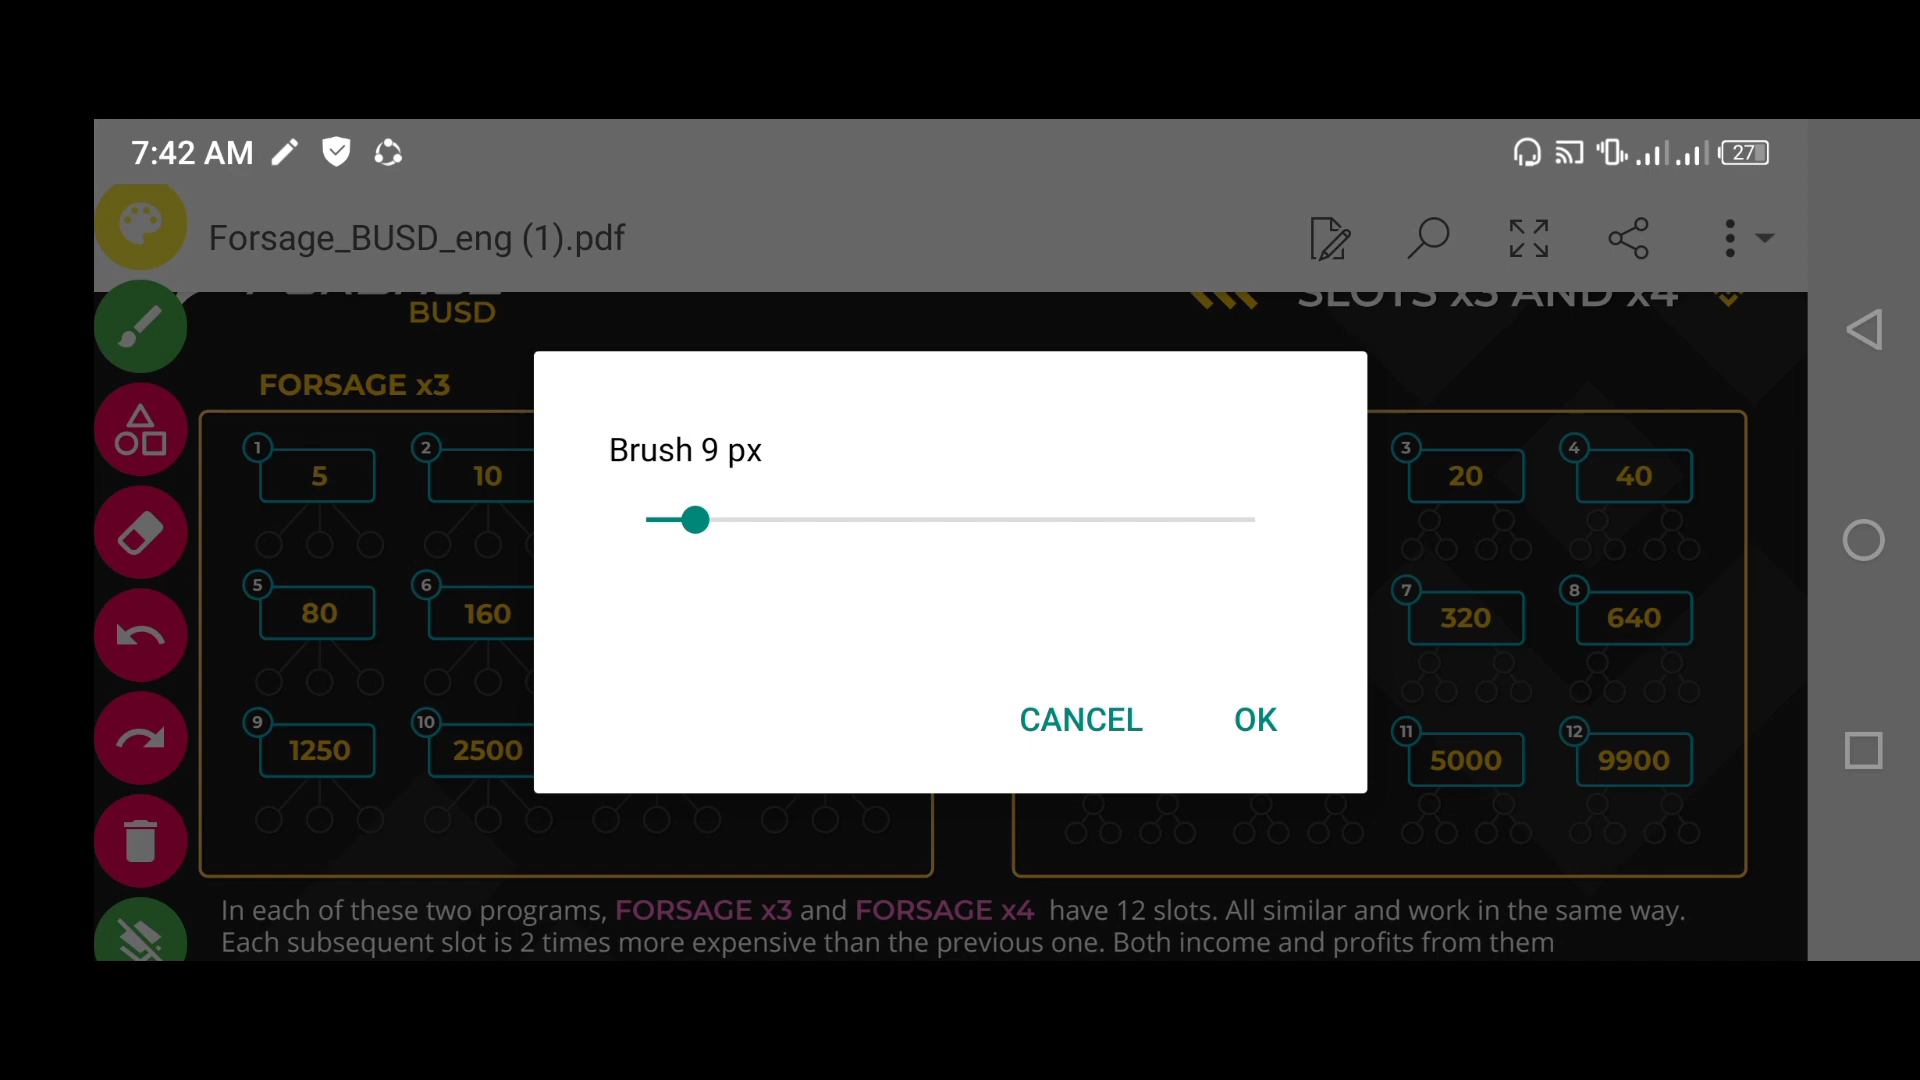 7:42 AM
27
Forsage_BUSD_eng (1).pdf
BUSD
SLOTS x3 AND x4
FORSAGE x3
Brush 9 px
CANCEL OK
1 5
2 10
3 20
4 40
5 80
6 160
7 320
8 640
9 1250
10 2500
11 5000
12 9900
In each of these two programs, FORSAGE x3 and FORSAGE x4 have 12 slots. All similar and work in the same way.
Each subsequent slot is 2 times more expensive than the previous one. Both income and profits from them